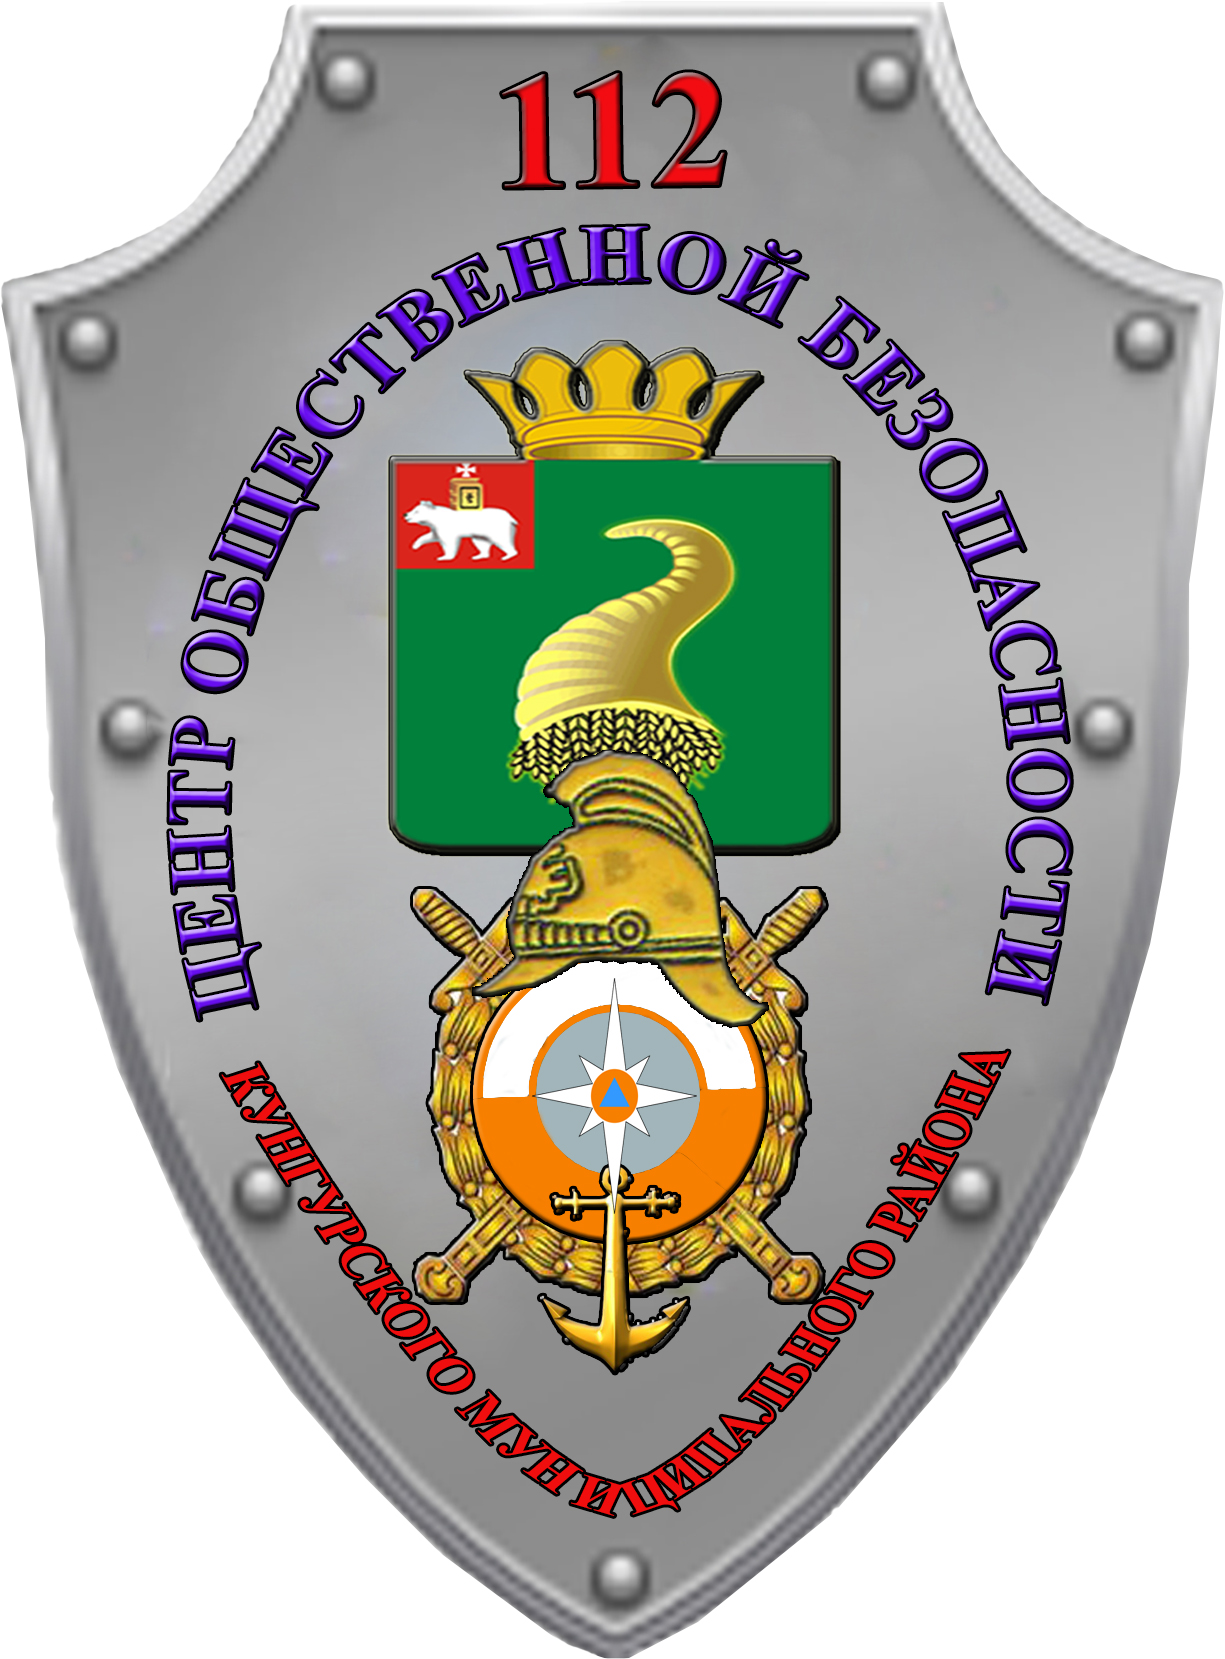 112
ЦЕНТР ОБЩЕСТВЕННОЙ БЕЗОПАСНОСТИ
КУНГУРСКОГО МУНИЦИПАЛЬНОГО РАЙОНА